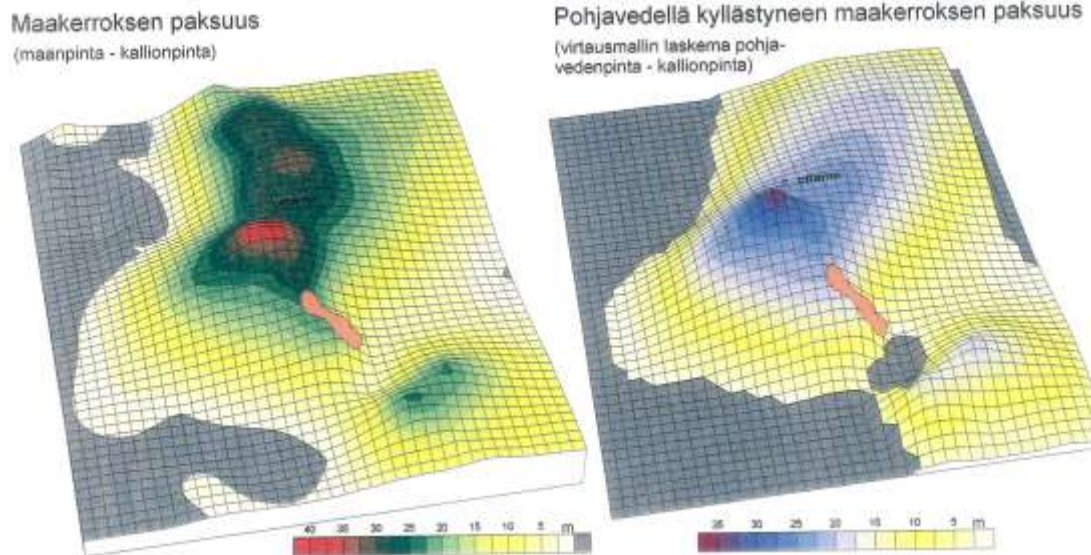 Maakerroksen paksuus
(maanpinta - kallionpinta)
Pohjavedellä kyllästyneen maakerroksen paksuus
(virtausmallin laskema pohja-
vedenpinta - kallionpinta)
40 35 30 25 20 15 10 5 m
35 30 25 20 15 10 5 m